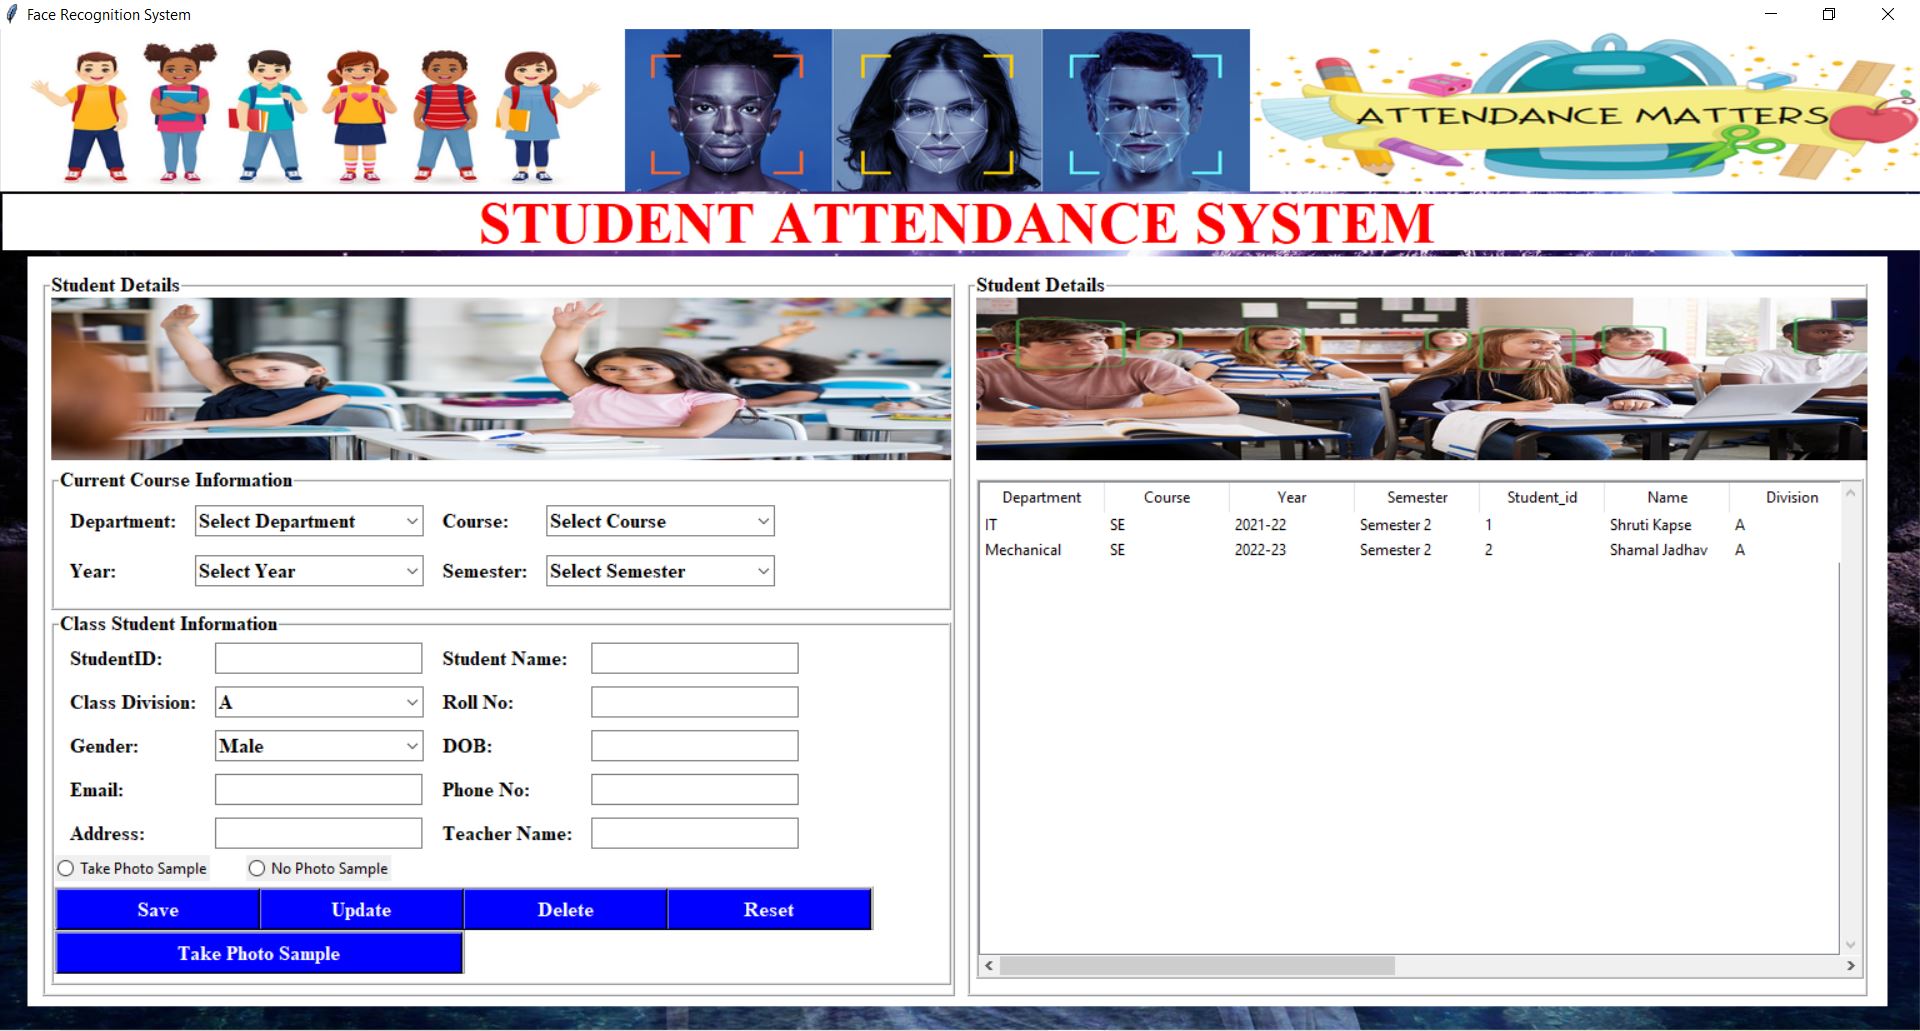 Face Recognition System
ATTENDANCE MATTERS
STUDENT ATTENDANCE SYSTEM
Student Details
Current Course Information
Department: Select Department Course: Select Course
Year: Select Year Semester: Select Semester
Class Student Information
StudentID: Student Name:
Class Division: A Roll No:
Gender: Male DOB:
Email: Phone No:
Address: Teacher Name:
Take Photo Sample No Photo Sample
Save Update Delete Reset
Take Photo Sample
Student Details
Department Course Year Semester Student_id Name Division
IT SE 2021-22 Semester 2 1 Shruti Kapse A
Mechanical SE 2022-23 Semester 2 2 Shamal Jadhav A